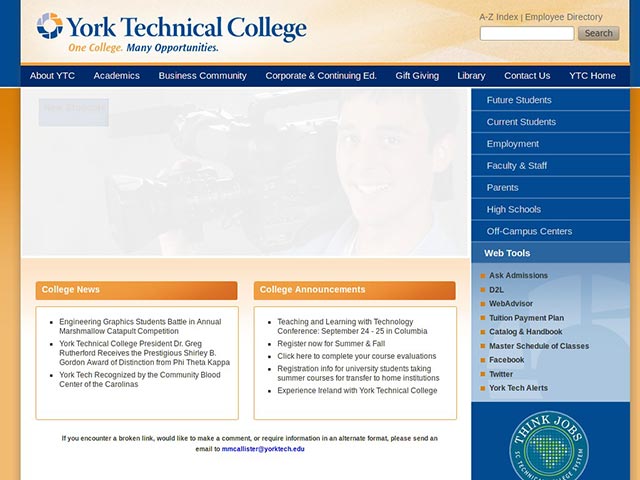 York Technical College
One College. Many Opportunities.
A-Z Index | Employee Directory
Search
About YTC
Academics
Business Community
Corporate & Continuing Ed.
Gift Giving
Library
Contact Us
YTC Home
Future Students
Current Students
Employment
Faculty & Staff
Parents
High Schools
Off-Campus Centers
Web Tools
Ask Admissions
D2L
WebAdvisor
Tuition Payment Plan
Catalog & Handbook
Master Schedule of Classes
Facebook
Twitter
York Tech Alerts
College News
Engineering Graphics Students Battle in Annual
Marshmallow Catapult Competition
York Technical College President Dr. Greg
Rutherford Receives the Prestigious Shirley B.
Gordon Award of Distinction from Phi Theta Kappa
York Tech Recognized by the Community Blood
Center of the Carolinas
College Announcements
Teaching and Learning with Technology
Conference: September 24 - 25 in Columbia
Register now for Summer & Fall
Click here to complete your course evaluations
Registration info for university students taking
summer courses for transfer to home institutions
Experience Ireland with York Technical College
If you encounter a broken link, would like to make a comment, or require information in an alternate format, please send an
email to mmcallister@yorktech.edu
THINK JOBS